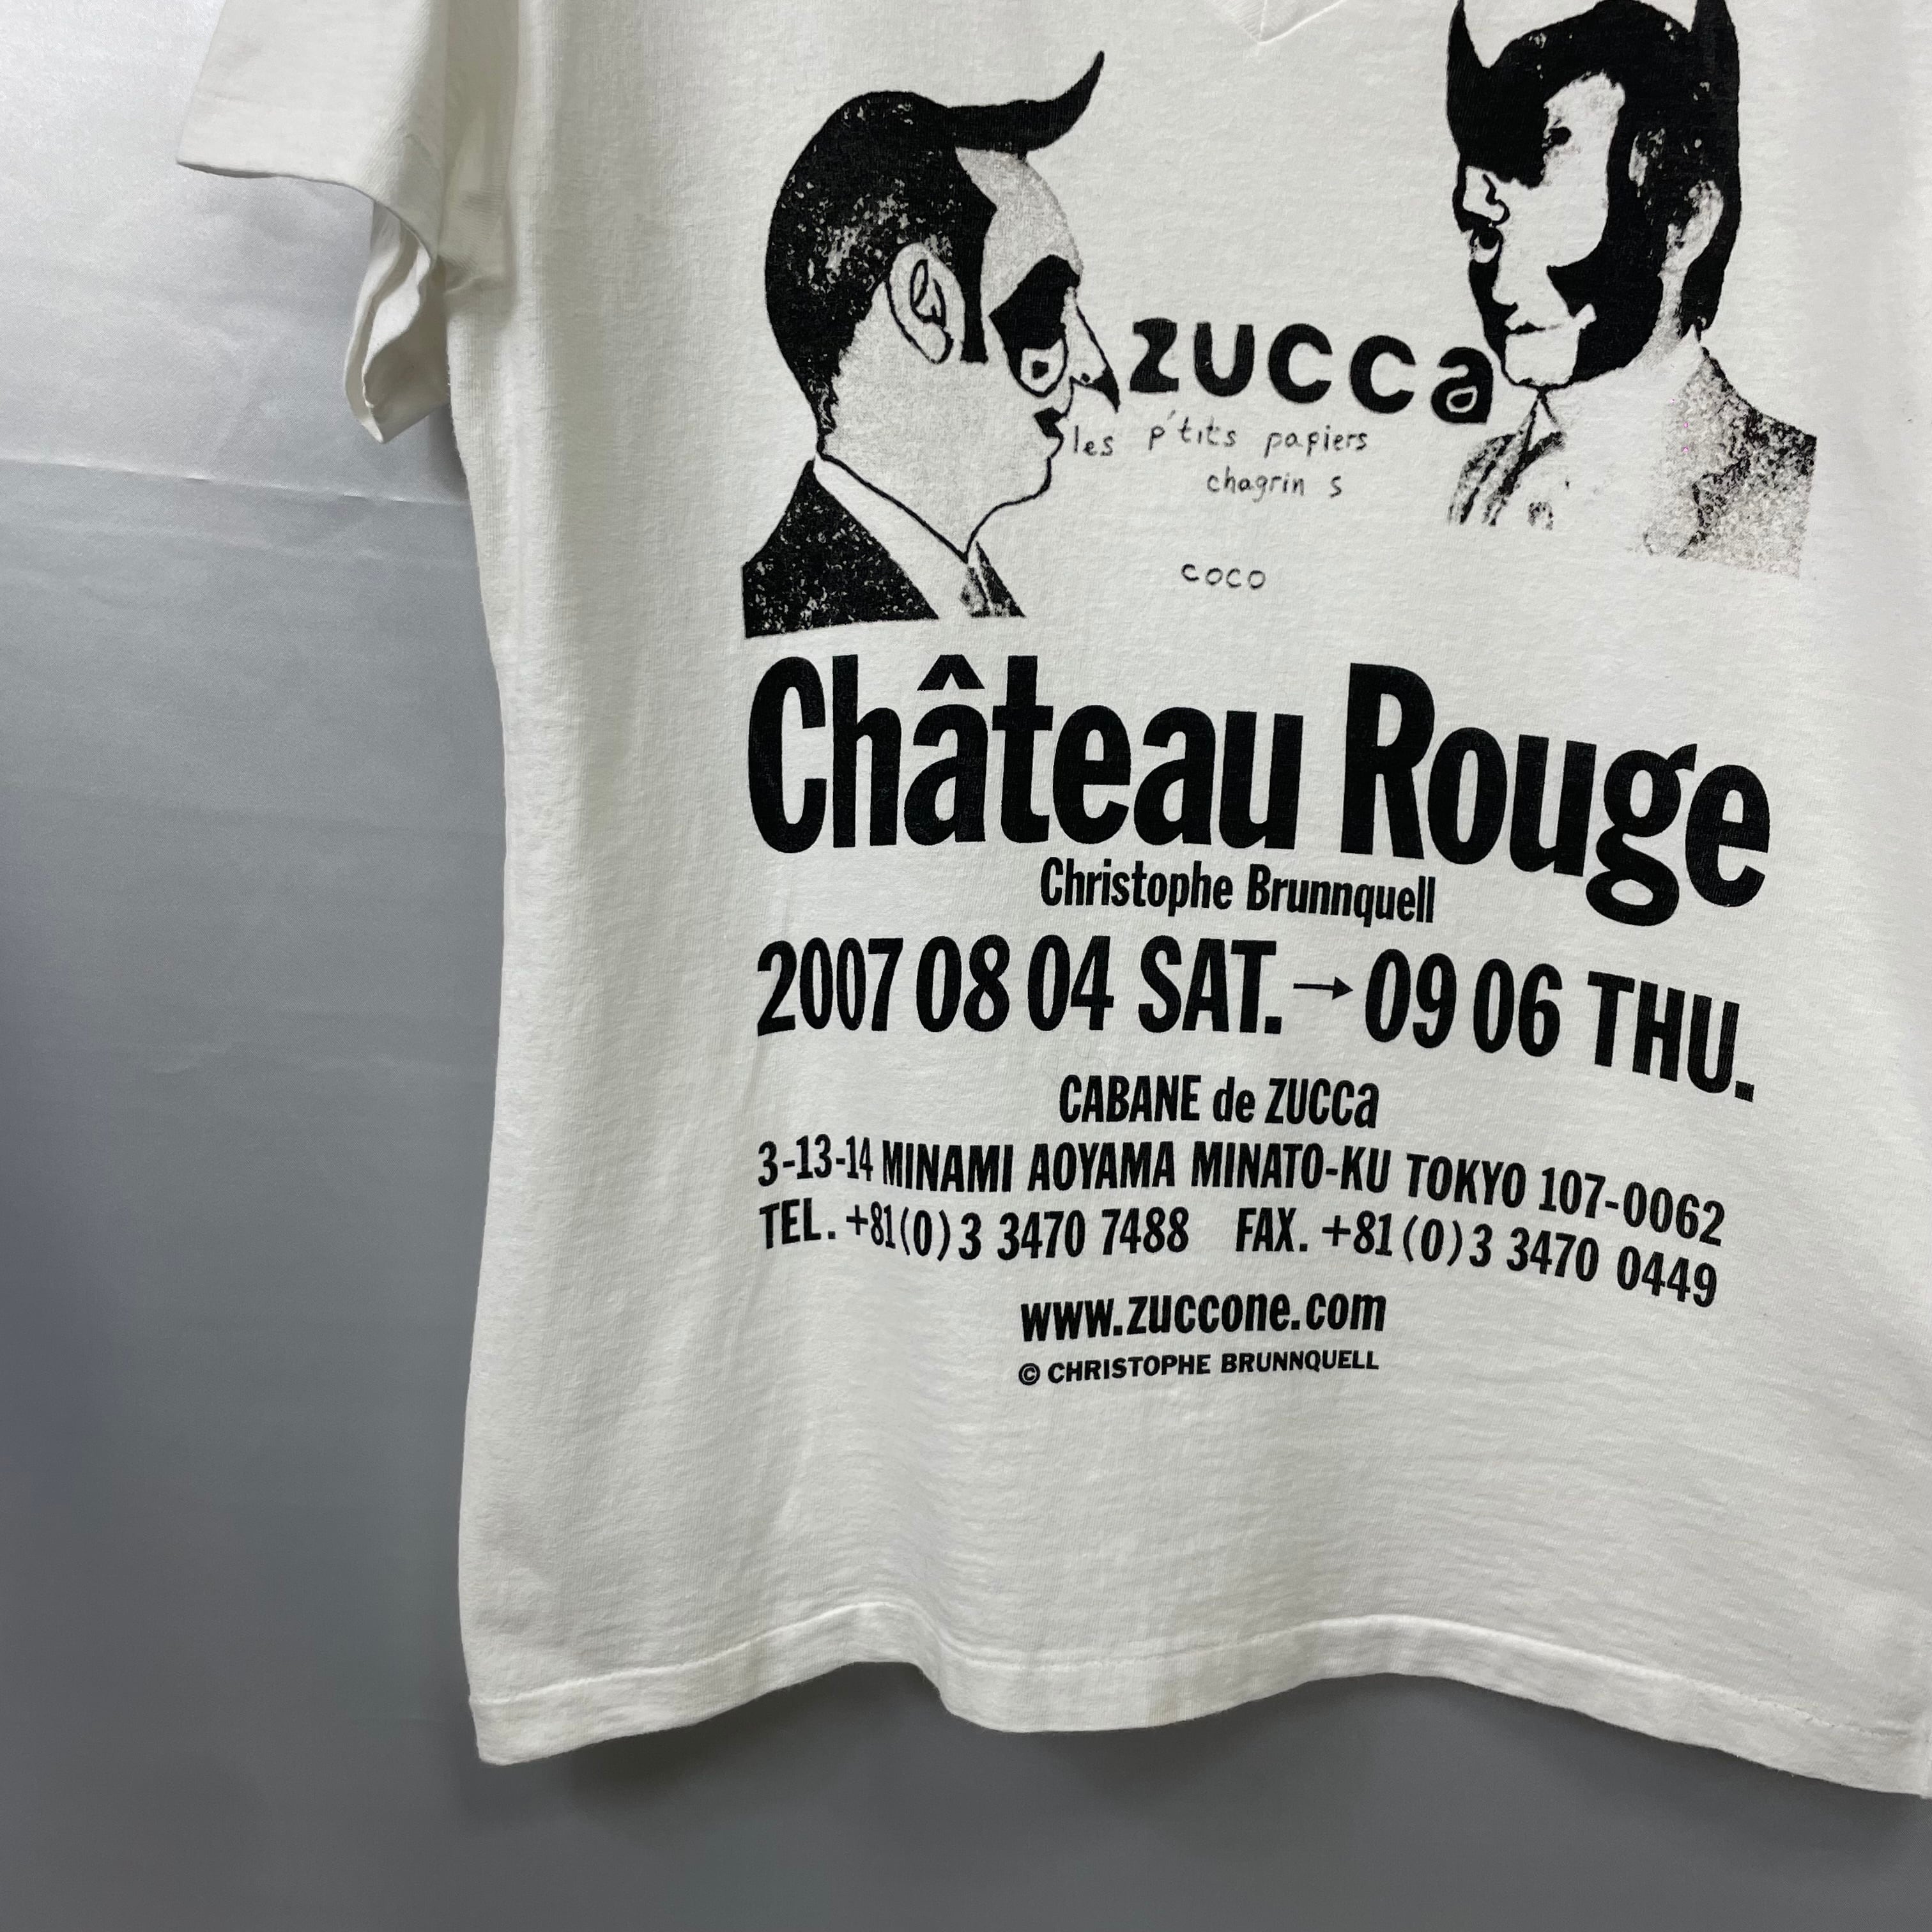 zucca
les p'tits papiers
chagrin s
coco
Château Rouge
Christophe Brunnquell
2007 08 04 SAT.→09 06 THU.
CABANE de ZUCCa
3-13-14 MINAMI AOYAMA MINATO-KU TOKYO 107-0062
TEL. +81(0)3 3470 7488 FAX. +81(0)3 3470 0449
www.zuccone.com
© CHRISTOPHE BRUNNQUELL